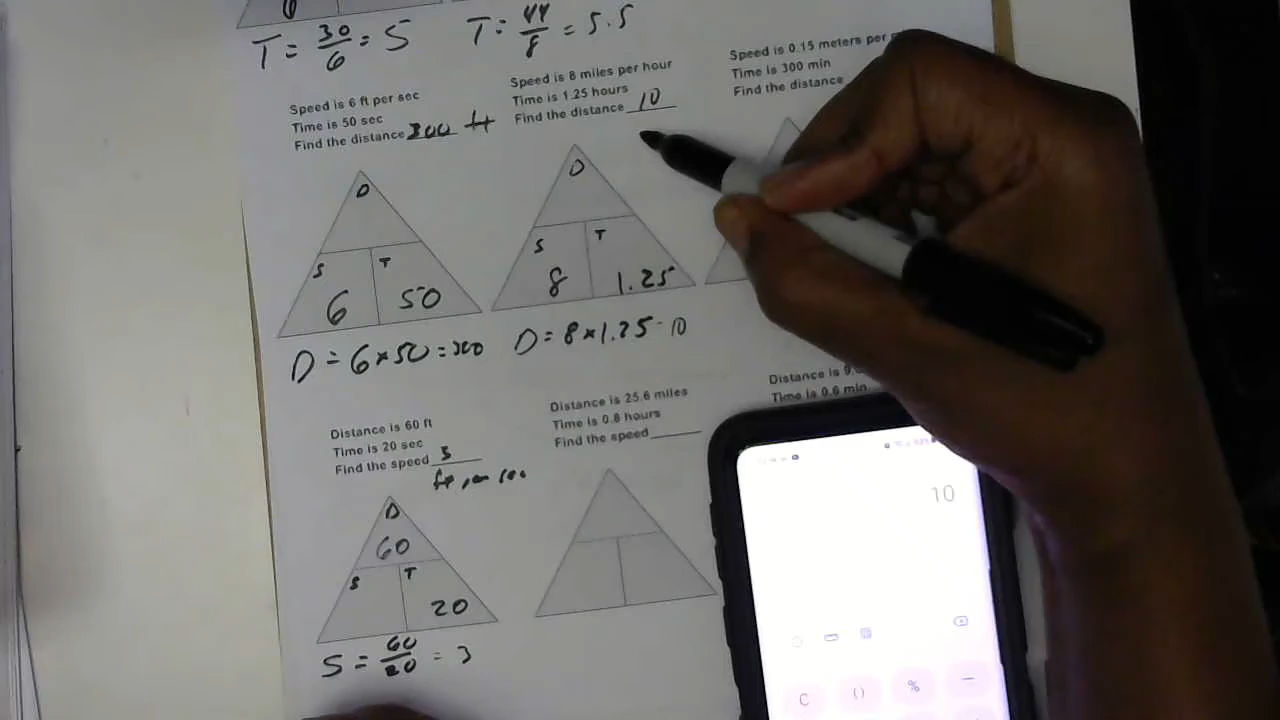 T = 30/6 = 5
T = 44/8 = 5.5
Speed is 6 ft per sec
Time is 50 sec
Find the distance 300 ft
D
S T
6 50
D = 6 × 50 = 300
Speed is 8 miles per hour
Time is 1.25 hours
Find the distance 10
D
S T
8 1.25
D = 8 × 1.25 - 10
Speed is 0.15 meters per
Time is 300 min
Find the distance
Distance is 60 ft
Time is 20 sec
Find the speed 3
ft per sec
D
60
S T
20
S = 60/20 = 3
Distance is 25.6 miles
Time is 0.8 hours
Find the speed
Distance is
Time is 0.6 min
10
C () % −